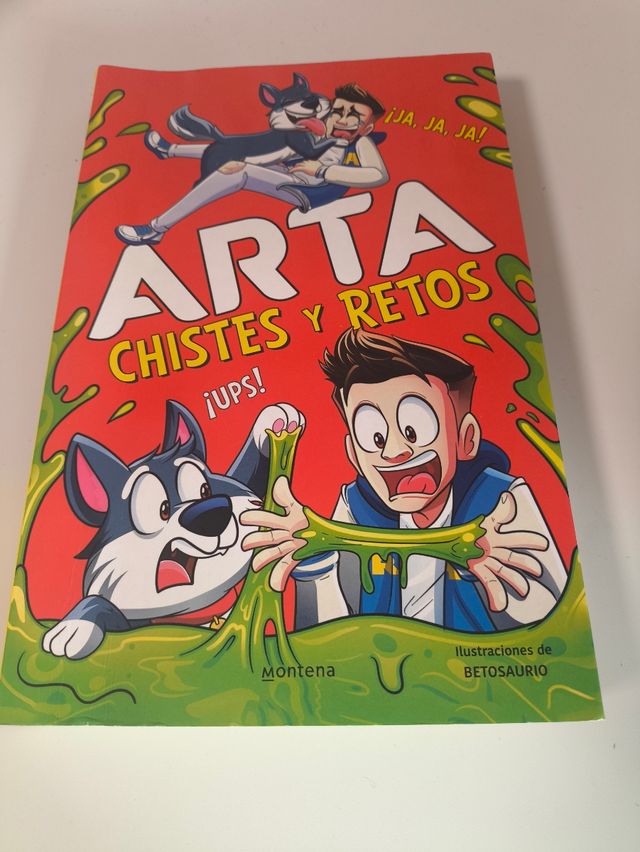 ¡JA, JA, JA!
ARTA
CHISTES Y RETOS
¡UPS!
Ilustraciones de
BETOSAURIO
Montena